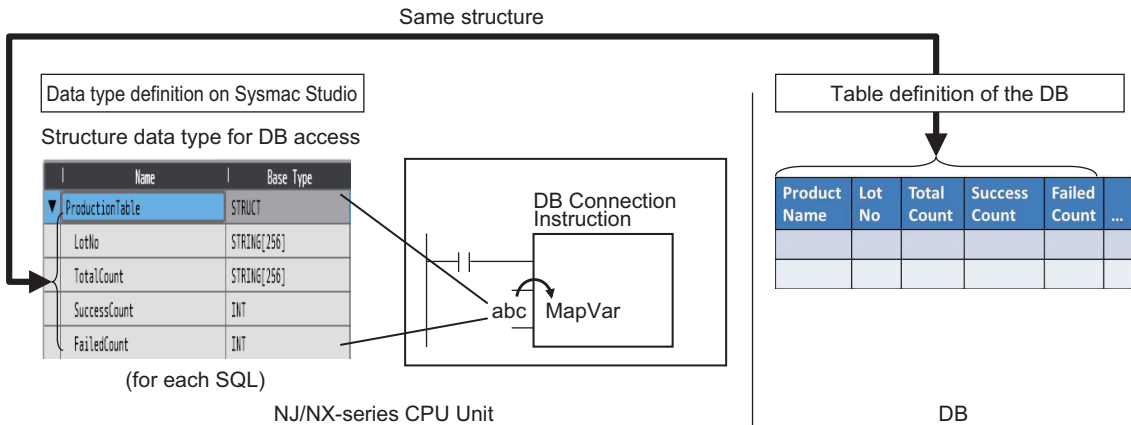 Same structure
Data type definition on Sysmac Studio
Structure data type for DB access
Name Base Type
ProductionTable STRUCT
LotNo STRING[256]
TotalCount STRING[256]
SuccessCount INT
FailedCount INT
(for each SQL)
DB Connection
Instruction
abc MapVar
NJ/NX-series CPU Unit
Table definition of the DB
Product Lot Total Success Failed
Name No Count Count Count ...
DB